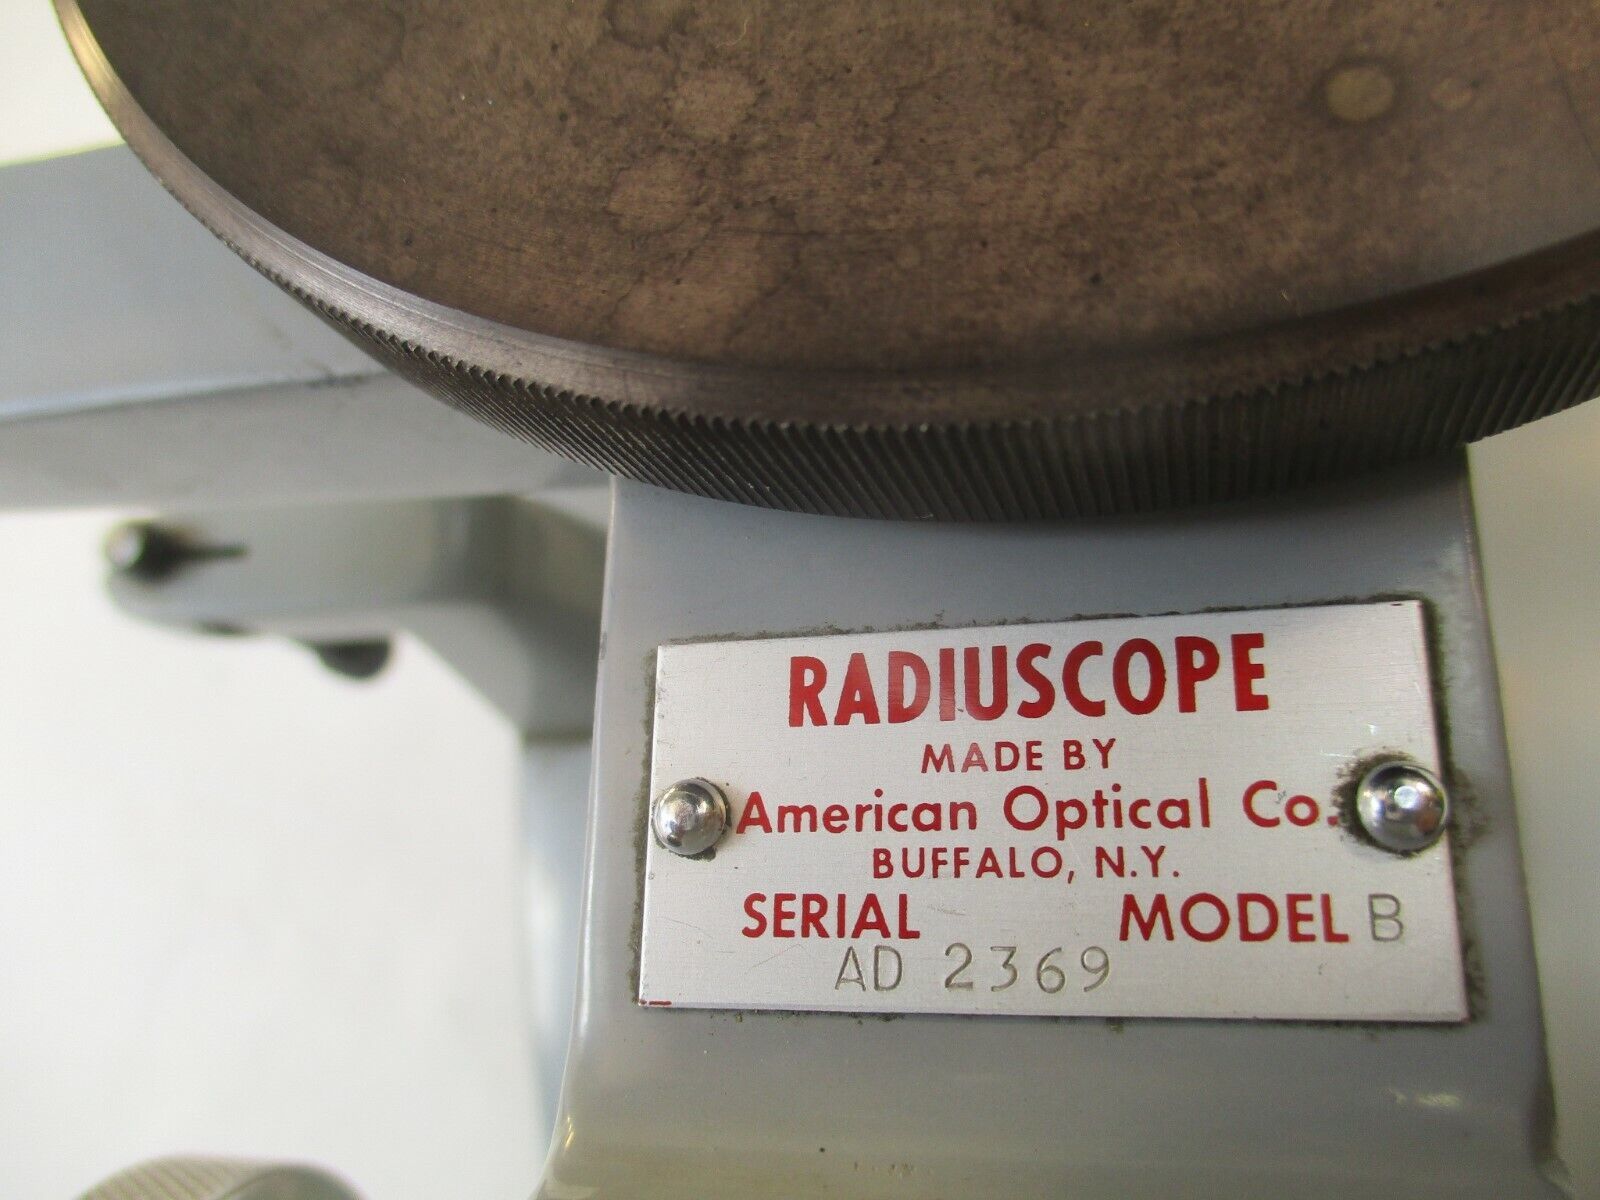 RADIUSCOPE
MADE BY
American Optical Co.
BUFFALO, N.Y.
SERIAL MODEL B
AD 2369